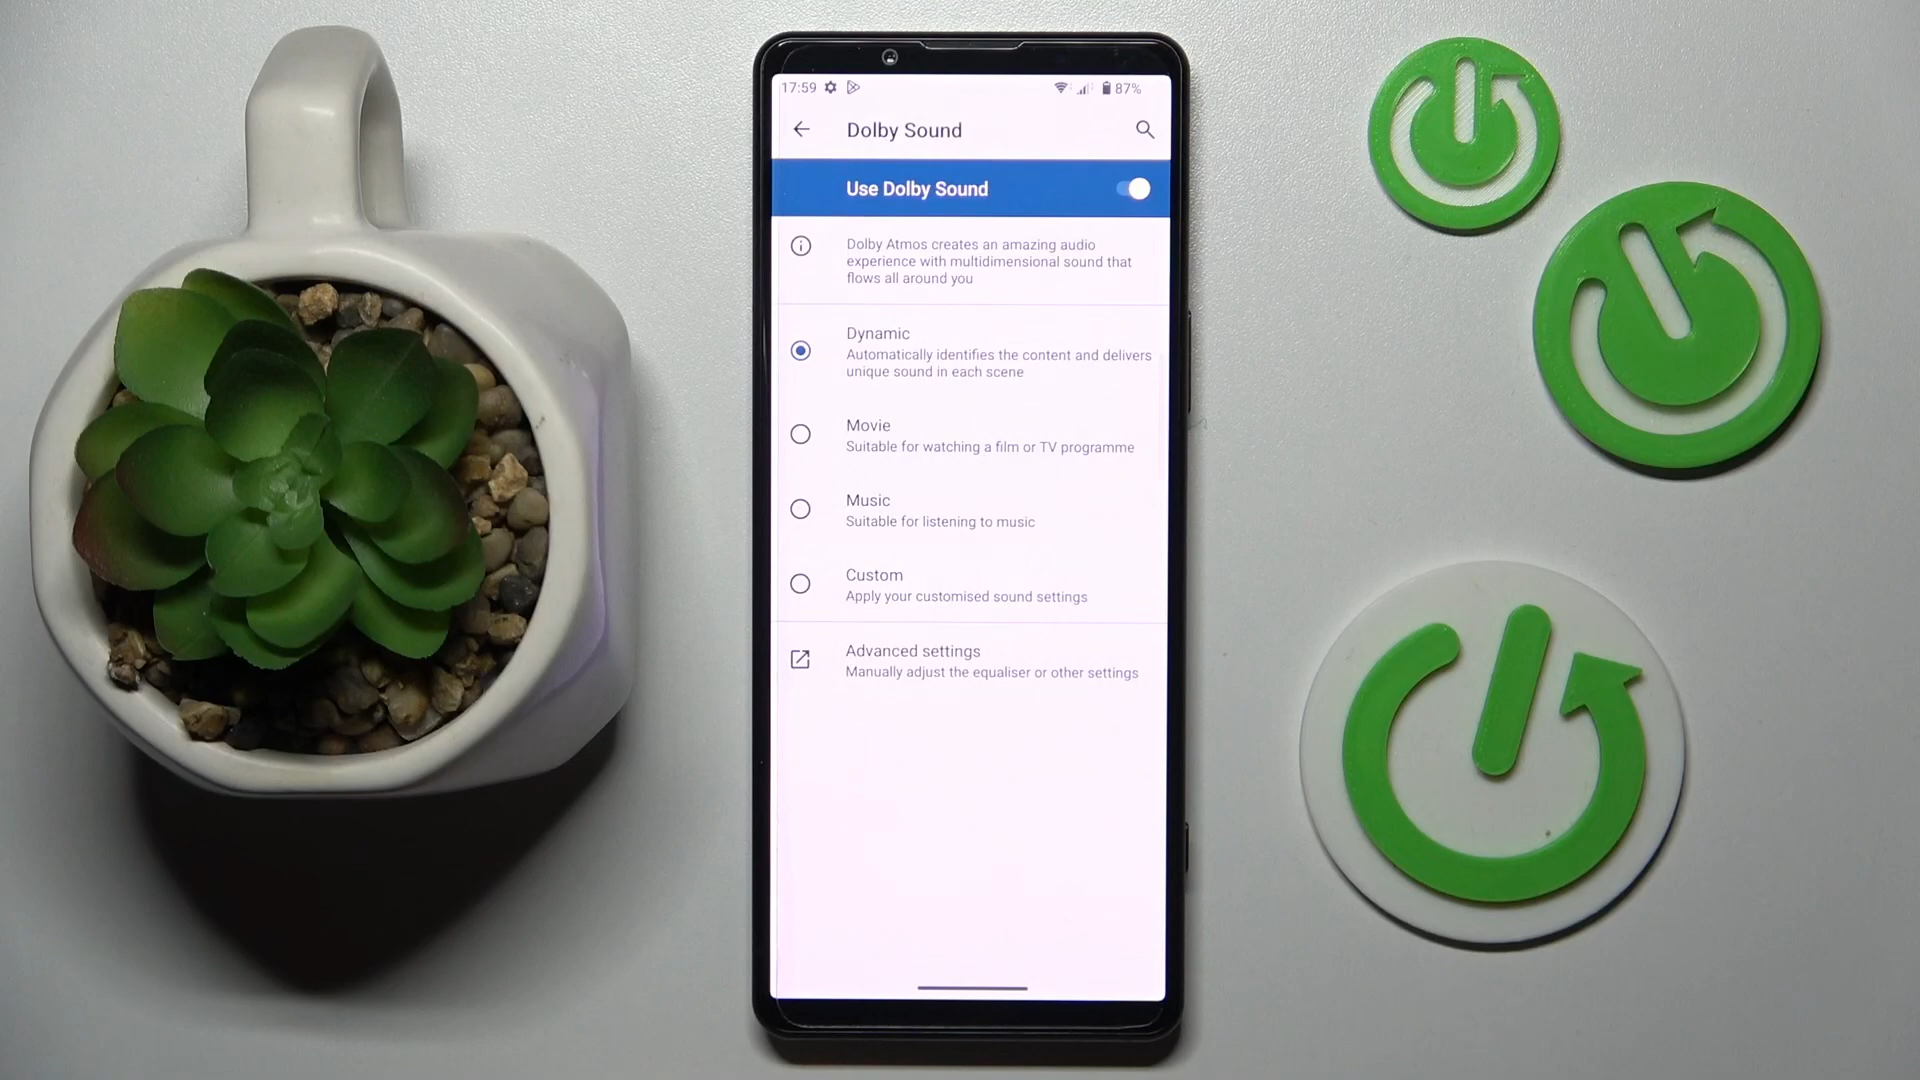 17:59 87%
Dolby Sound
Use Dolby Sound
Dolby Atmos creates an amazing audio
experience with multidimensional sound that
flows all around you
Dynamic
Automatically identifies the content and delivers
unique sound in each scene
Movie
Suitable for watching a film or TV programme
Music
Suitable for listening to music
Custom
Apply your customised sound settings
Advanced settings
Manually adjust the equaliser or other settings